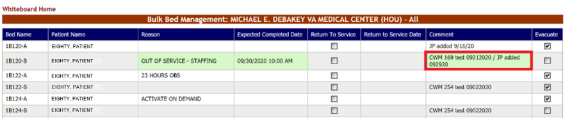 Whiteboard Home
Bulk Bed Management: MICHAEL E. DEBAKEY VA MEDICAL CENTER (HOU) - All
Bed Name Patient Name Reason Expected Completed Date Return To Service Return to Service Date Comment Evacuate
1B120-A EIGHTY, PATIENT JP added 9/16/20
1B120-B EIGHTY, PATIENT OUT OF SERVICE - STAFFING 09/30/2020 10:00 AM CWM 169 test 09212020 / JP added
092920
1B122-A EIGHTY, PATIENT 23 HOURS OBS
1B122-B EIGHTY, PATIENT CWM 254 test 09022020
1B124-A EIGHTY, PATIENT ACTIVATE ON DEMAND
1B124-B EIGHTY, PATIENT CWM 254 test 09022020